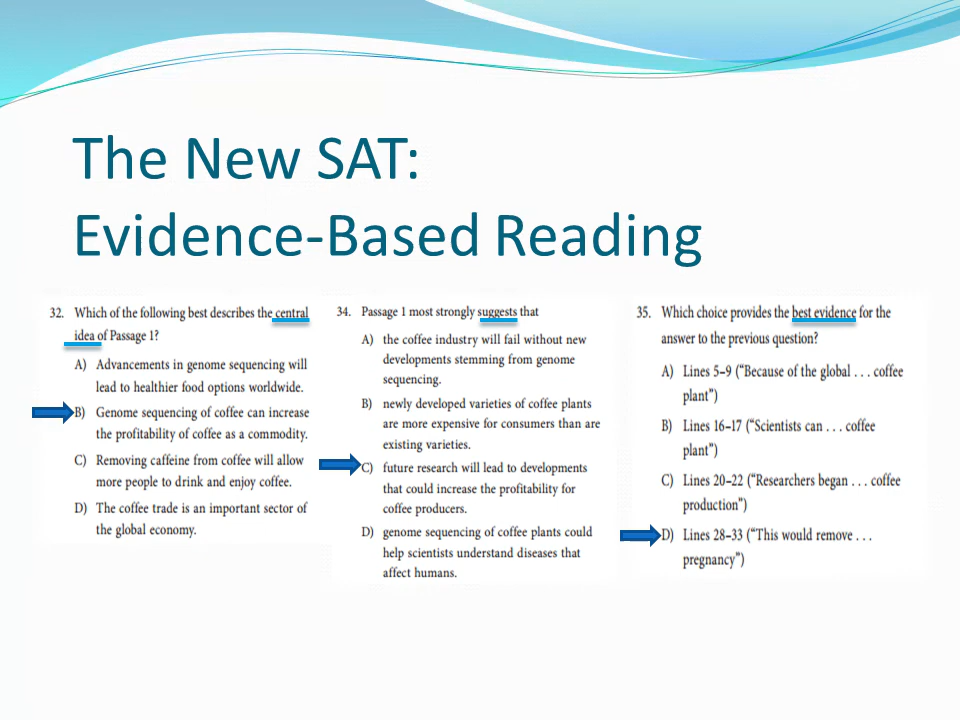 The New SAT:
Evidence-Based Reading
32. Which of the following best describes the central
idea of Passage 1?
A) Advancements in genome sequencing will
lead to healthier food options worldwide.
B) Genome sequencing of coffee can increase
the profitability of coffee as a commodity.
C) Removing caffeine from coffee will allow
more people to drink and enjoy coffee.
D) The coffee trade is an important sector of
the global economy.
34. Passage 1 most strongly suggests that
A) the coffee industry will fail without new
developments stemming from genome
sequencing.
B) newly developed varieties of coffee plants
are more expensive for consumers than are
existing varieties.
C) future research will lead to developments
that could increase the profitability for
coffee producers.
D) genome sequencing of coffee plants could
help scientists understand diseases that
affect humans.
35. Which choice provides the best evidence for the
answer to the previous question?
A) Lines 5–9 (“Because of the global . . . coffee
plant”)
B) Lines 16–17 (“Scientists can . . . coffee
plant”)
C) Lines 20–22 (“Researchers began . . . coffee
production”)
D) Lines 28–33 (“This would remove . . .
pregnancy”)